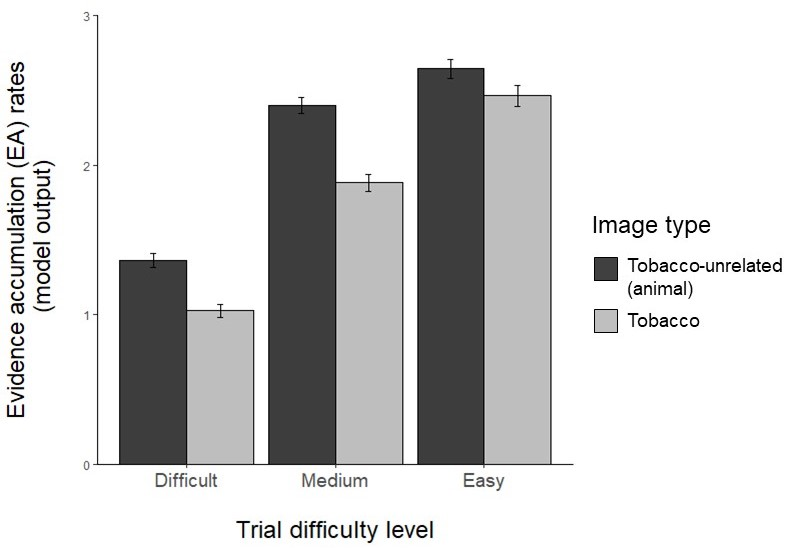 Evidence accumulation (EA) rates
(model output)
3
2
1
0
Difficult
Medium
Easy
Trial difficulty level
Image type
Tobacco-unrelated
(animal)
Tobacco